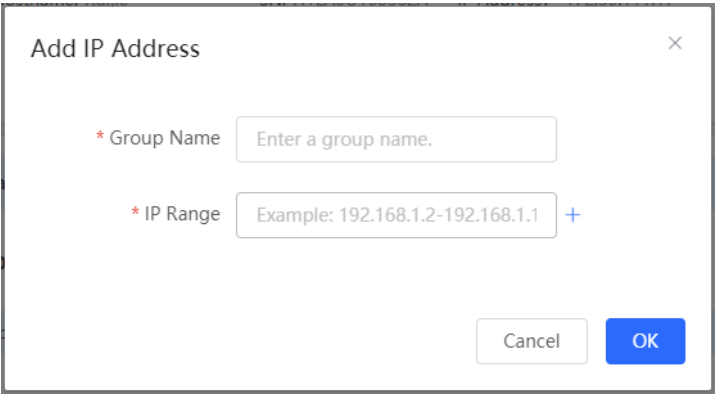 Add IP Address
* Group Name
Enter a group name.
* IP Range
Example: 192.168.1.2-192.168.1.1
Cancel
OK